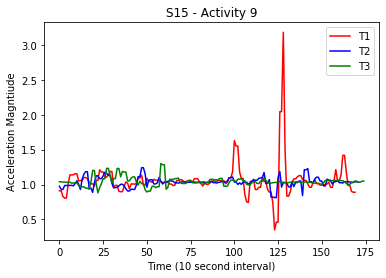 S15 - Activity 9
T1
T2
T3
3.0
2.5
2.0
1.5
1.0
0.5
Acceleration Magntiude
0 25 50 75 100 125 150 175
Time (10 second interval)